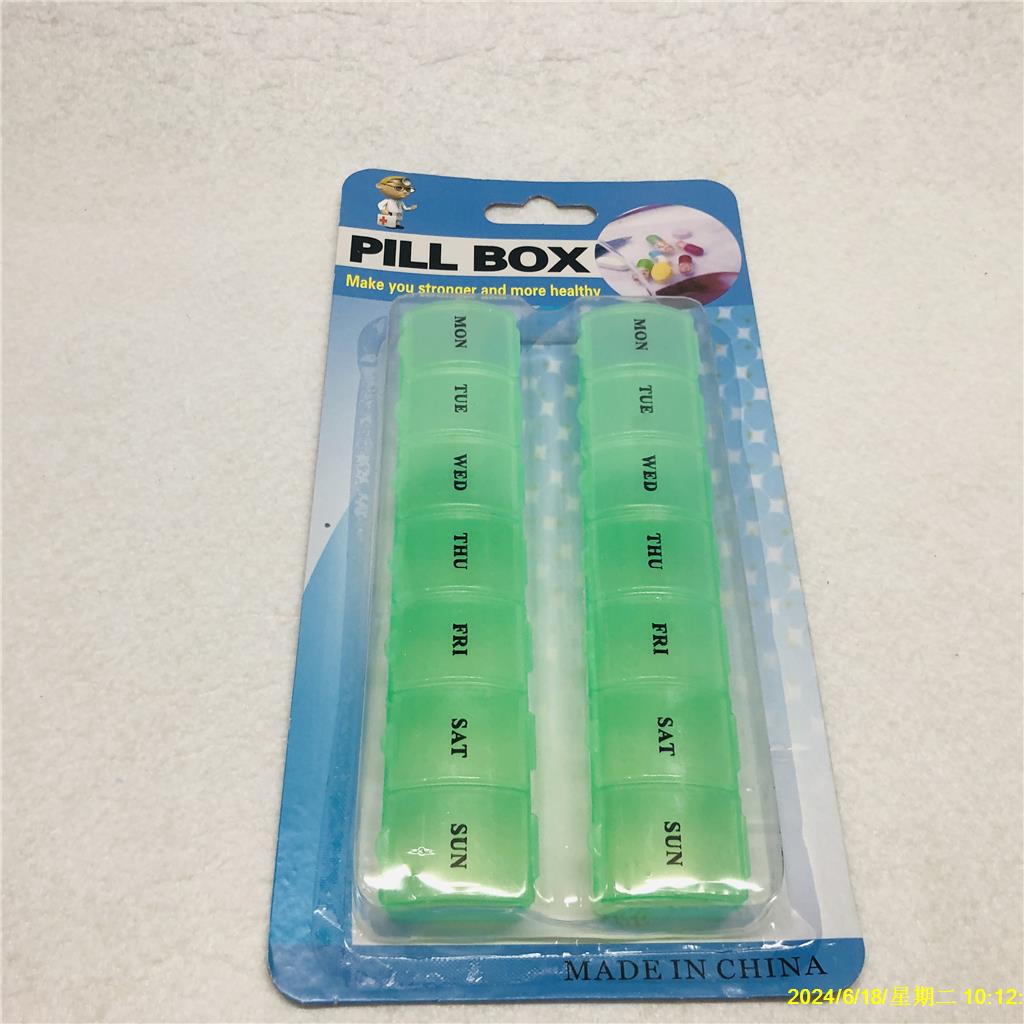 PILL BOX
Make you stronger and more healthy
MON
TUE
WED
THU
FRI
SAT
SUN
MON
TUE
WED
THU
FRI
SAT
SUN
MADE IN CHINA
2024/6/18/星期二 10:12: